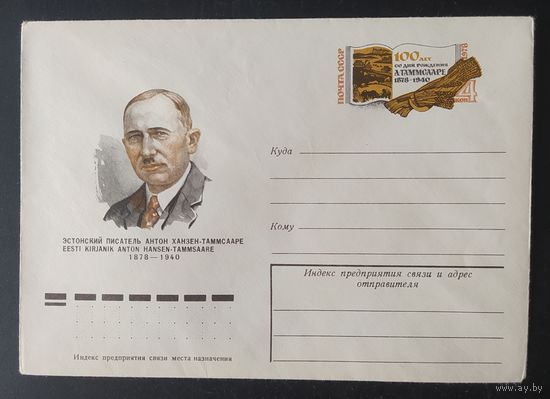 100 ЛЕТ
СО ДНЯ РОЖДЕНИЯ
А.ТАММСААРЕ
1878-1940
ПОЧТА СССР
1978
4
КОП
Куда
Кому
ЭСТОНСКИЙ ПИСАТЕЛЬ АНТОН ХАНЗЕН-ТАММСААРЕ
EESTI KIRJANIK ANTON HANSEN-TAMMSAARE
1878—1940
Индекс предприятия связи и адрес
отправителя
Индекс предприятия связи места назначения
www.ay.by